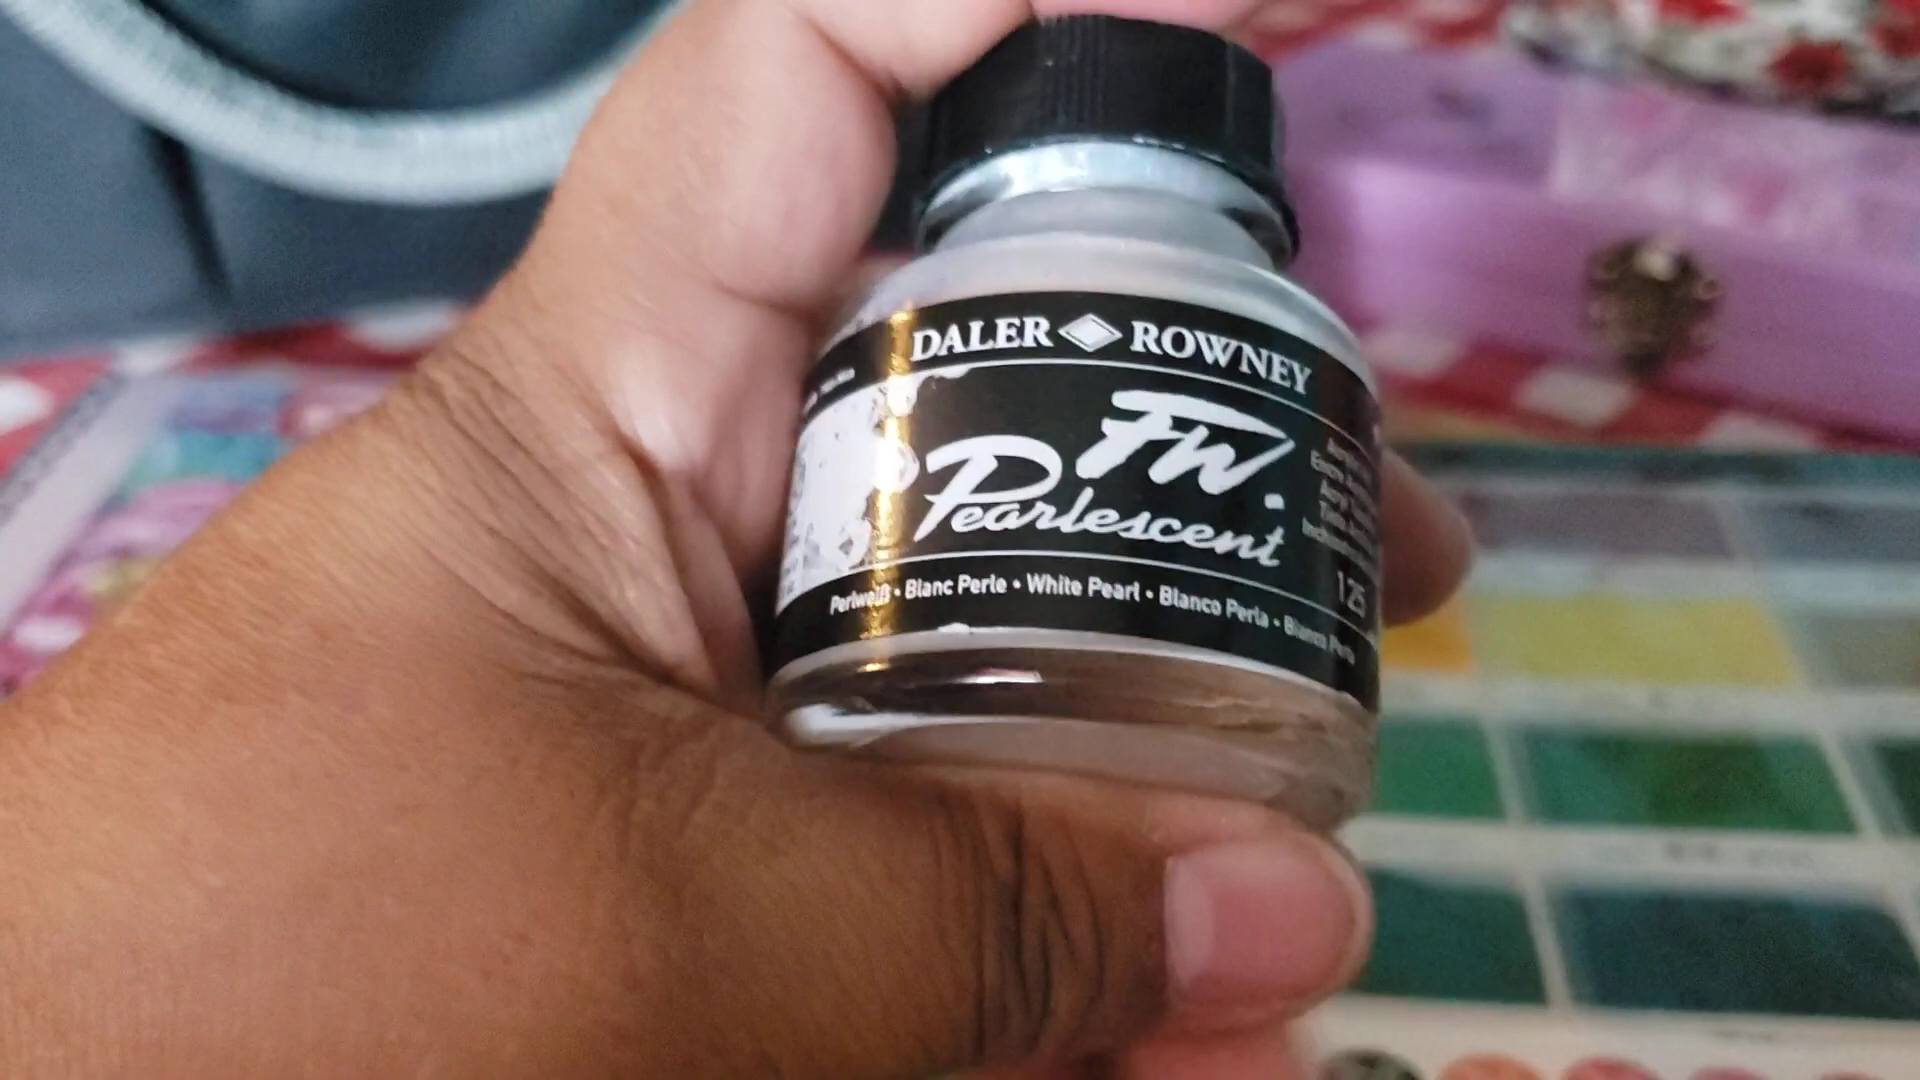 DALER ROWNEY
FW.
Pearlescent
125
Perlweiß • Blanc Perle • White Pearl • Blanco Perla • Bianco Perla